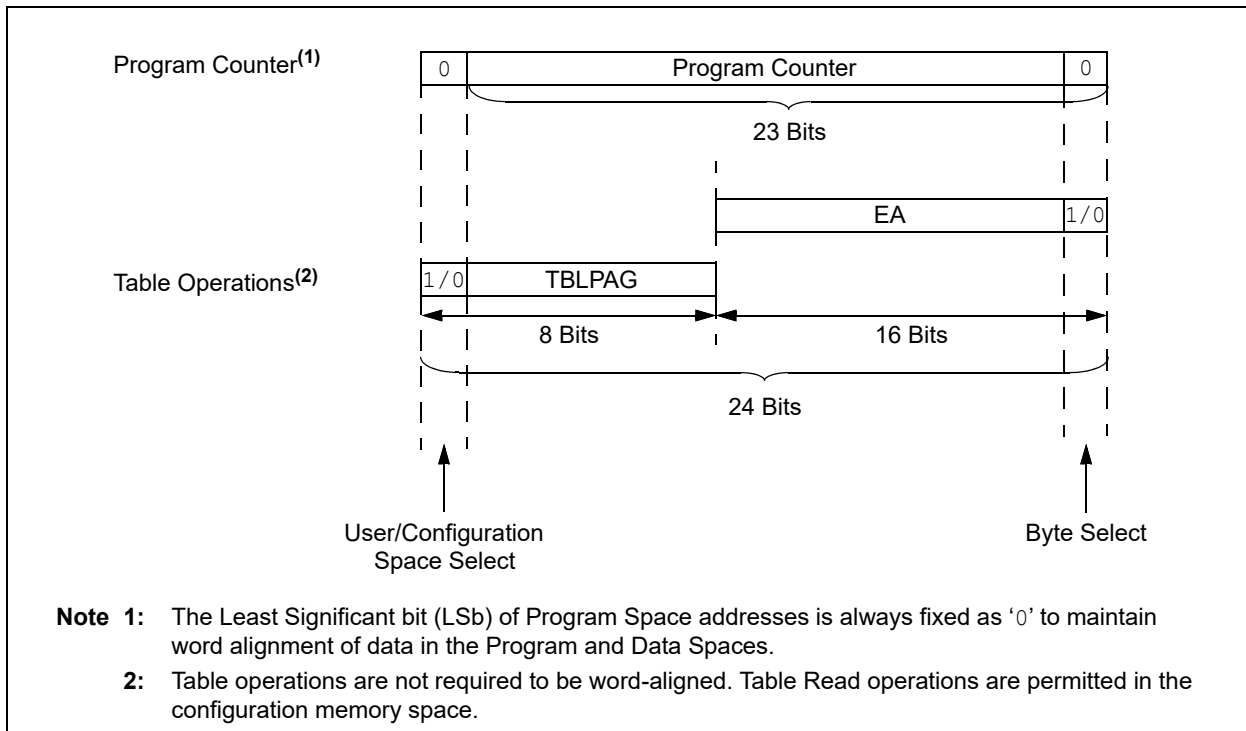 Program Counter(1)
0
Program Counter
0
23 Bits
EA
1/0
Table Operations(2)
1/0
TBLPAG
8 Bits
16 Bits
24 Bits
User/Configuration
Space Select
Byte Select
Note 1: The Least Significant bit (LSb) of Program Space addresses is always fixed as ‘0’ to maintain
word alignment of data in the Program and Data Spaces.
2: Table operations are not required to be word-aligned. Table Read operations are permitted in the
configuration memory space.